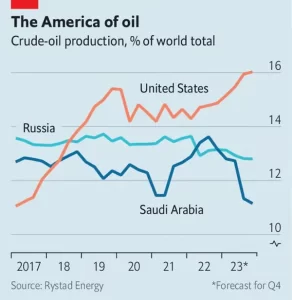 The America of oil
Crude-oil production, % of world total
16
United States
Russia
14
12
Saudi Arabia
10
2017 18 19 20 21 22 23*
Source: Rystad Energy *Forecast for Q4